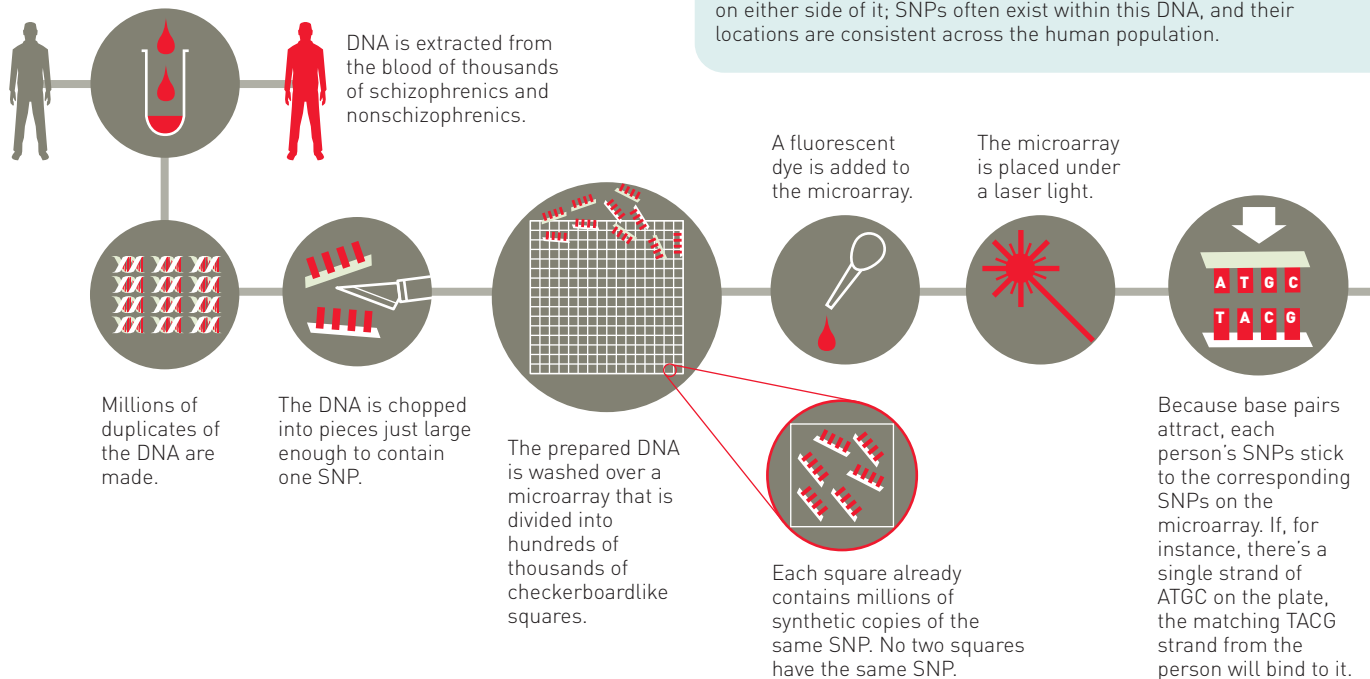 on either side of it; SNPs often exist within this DNA, and their
locations are consistent across the human population.
DNA is extracted from
the blood of thousands
of schizophrenics and
nonschizophrenics.
Millions of
duplicates of
the DNA are
made.
The DNA is chopped
into pieces just large
enough to contain
one SNP.
The prepared DNA
is washed over a
microarray that is
divided into
hundreds of
thousands of
checkerboardlike
squares.
Each square already
contains millions of
synthetic copies of the
same SNP. No two squares
have the same SNP.
A fluorescent
dye is added to
the microarray.
The microarray
is placed under
a laser light.
A T G C
T A C G
Because base pairs
attract, each
person’s SNPs stick
to the corresponding
SNPs on the
microarray. If, for
instance, there’s a
single strand of
ATGC on the plate,
the matching TACG
strand from the
person will bind to it.